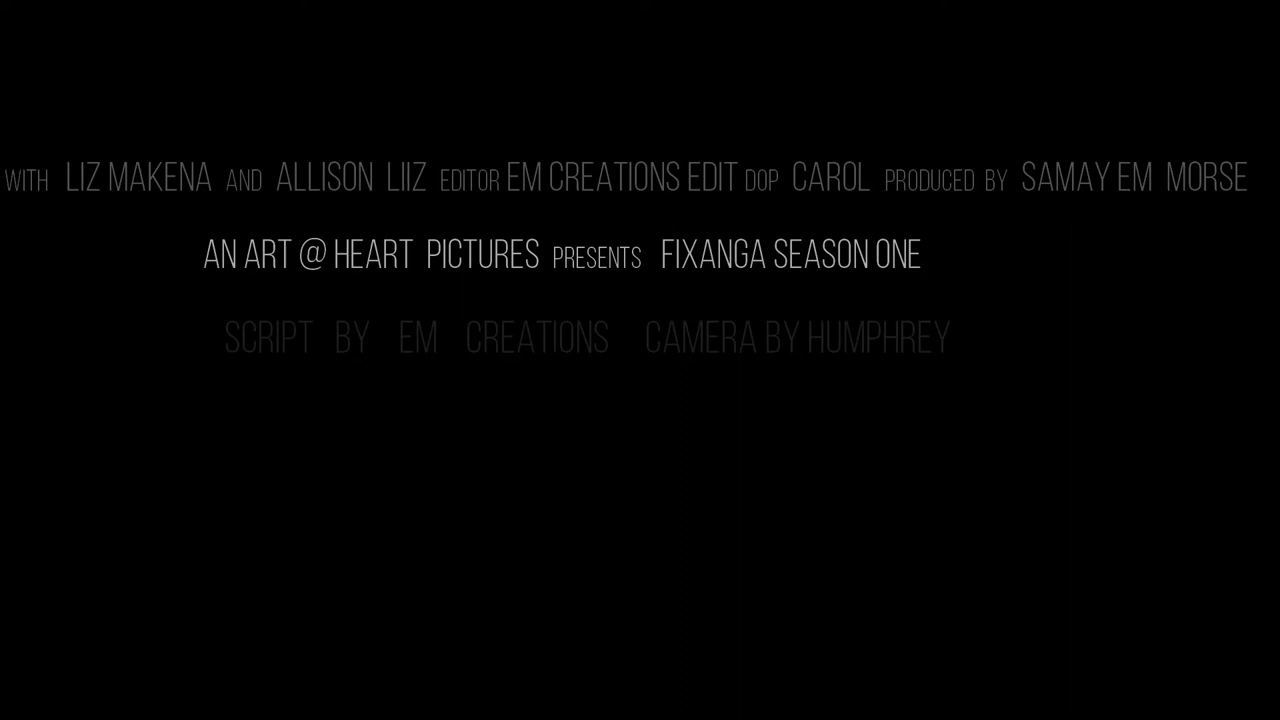 WITH LIZ MAKENA AND ALLISON LIIZ EDITOR EM CREATIONS EDIT DOP CAROL PRODUCED BY SAMAY EM MORSE
AN ART @ HEART PICTURES PRESENTS FIXANGA SEASON ONE
SCRIPT BY EM CREATIONS CAMERA BY HUMPHREY